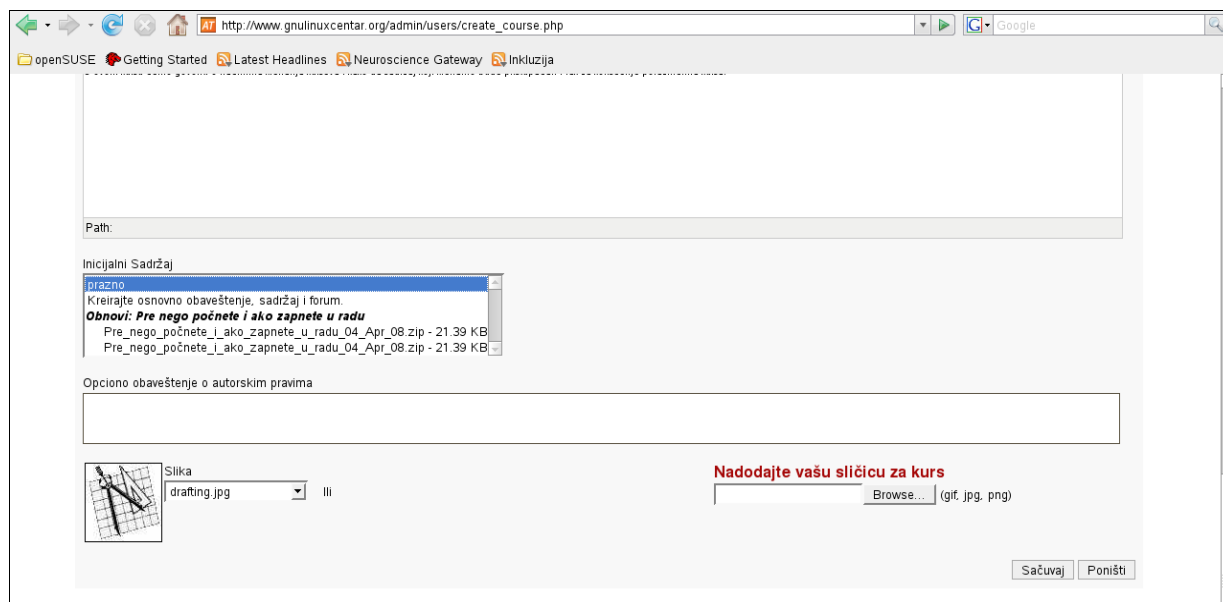 http://www.gnulinuxcentar.org/admin/users/create_course.php
Google
openSUSE Getting Started Latest Headlines Neuroscience Gateway Inkluzija
Path:
Inicijalni Sadržaj
prazno
Kreirajte osnovno obaveštenje, sadržaj i forum.
Obnovi: Pre nego počnete i ako zapnete u radu
Pre_nego_počnete_i_ako_zapnete_u_radu_04_Apr_08.zip - 21.39 KB
Pre_nego_počnete_i_ako_zapnete_u_radu_04_Apr_08.zip - 21.39 KB
Opciono obaveštenje o autorskim pravima
Slika
drafting.jpg Ili
Nadodajte vašu sličicu za kurs
Browse... (gif, jpg, png)
Sačuvaj Poništi